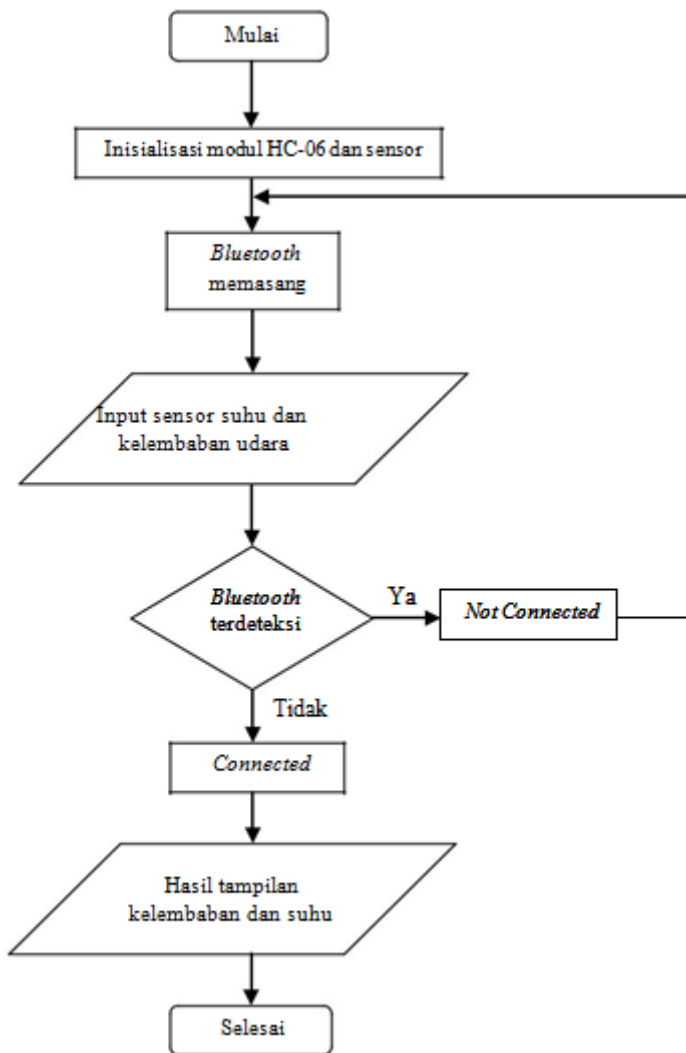 Mulai
Inisialisasi modul HC-06 dan sensor
Bluetooth
memasang
Input sensor suhu dan
kelembaban udara
Bluetooth
terdeteksi
Ya
Not Connected
Tidak
Connected
Hasil tampilan
kelembaban dan suhu
Selesai